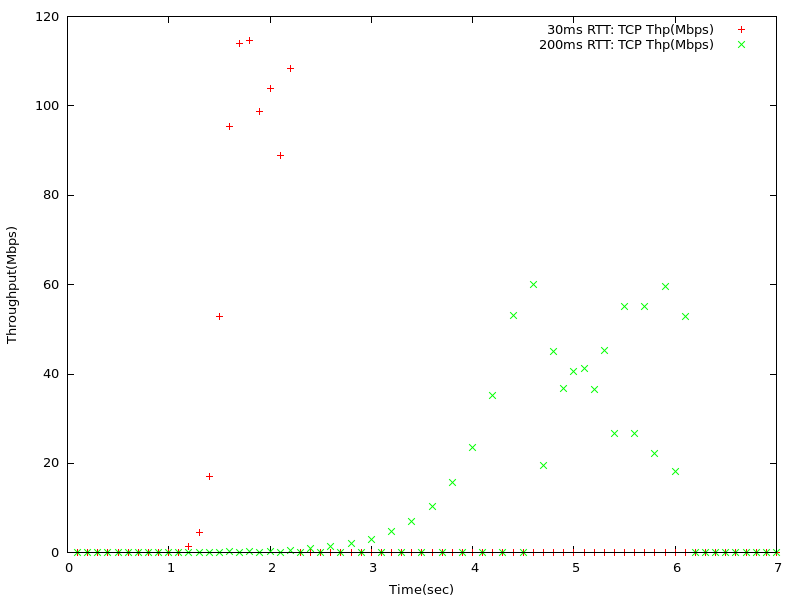 120
30ms RTT: TCP Thp(Mbps)
200ms RTT: TCP Thp(Mbps)
100
80
60
40
20
0
Throughput(Mbps)
0 1 2 3 4 5 6 7
Time(sec)